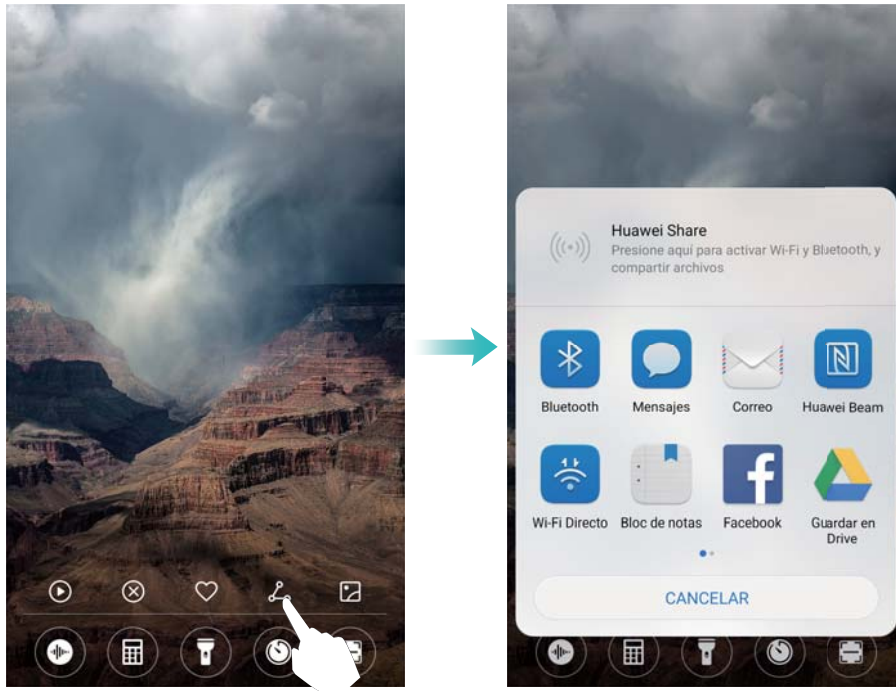 Huawei Share
Presione aquí para activar Wi-Fi y Bluetooth, y
compartir archivos
Bluetooth
Mensajes
Correo
Huawei Beam
Wi-Fi Directo
Bloc de notas
Facebook
Guardar en
Drive
CANCELAR